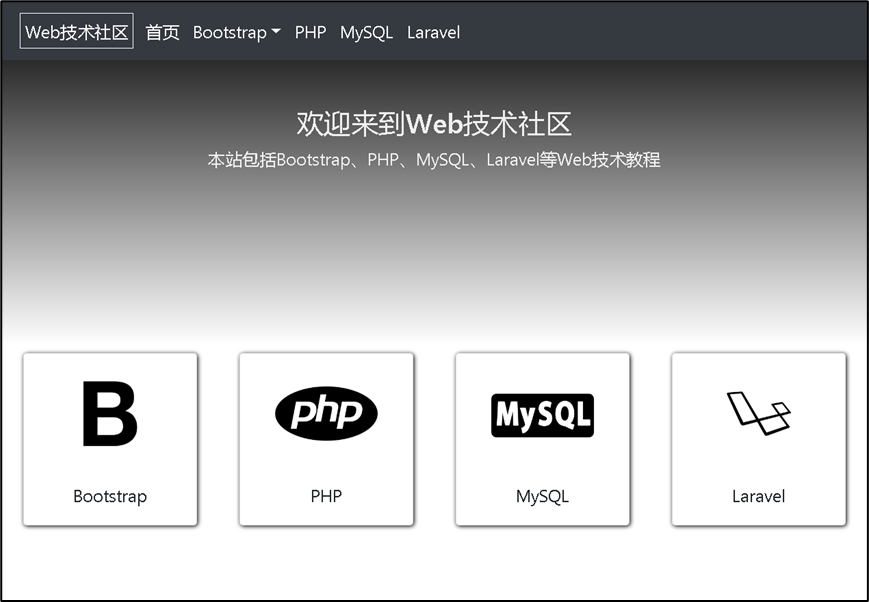 Web技术社区 首页 Bootstrap PHP MySQL Laravel
欢迎来到Web技术社区
本站包括Bootstrap、PHP、MySQL、Laravel等Web技术教程
B php MySQL
Bootstrap PHP MySQL Laravel